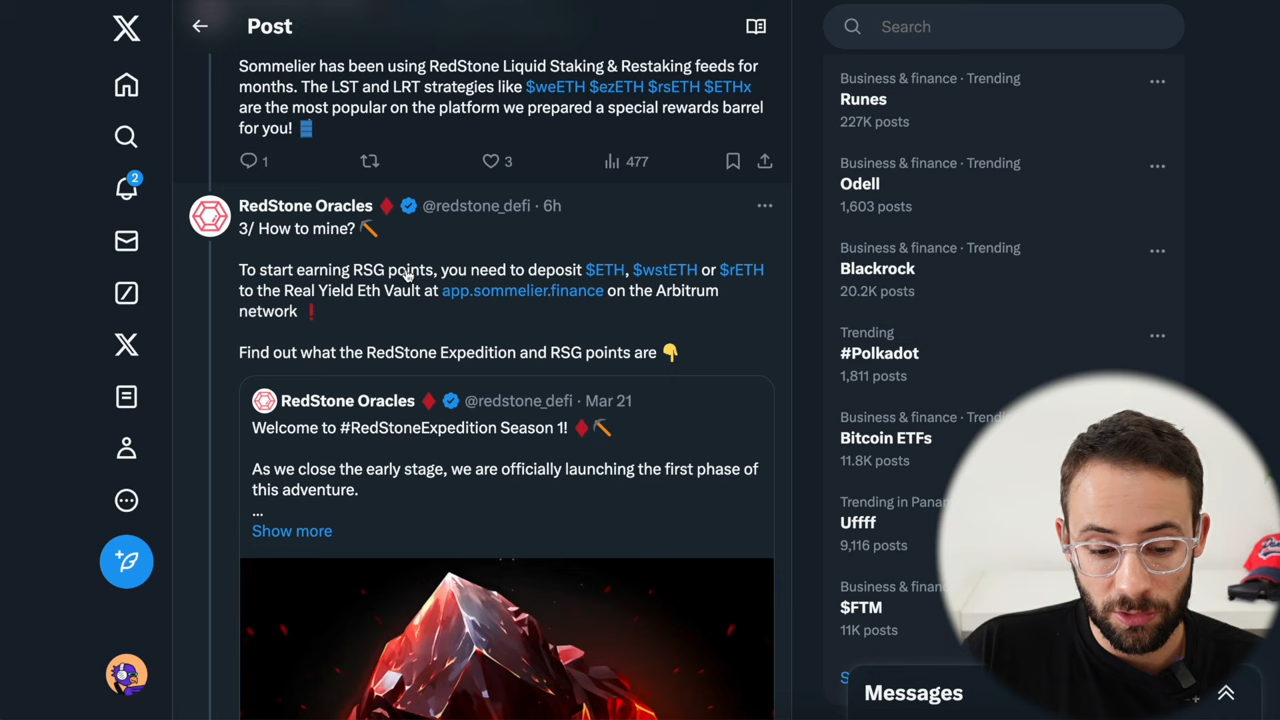 Post
Search
Sommelier has been using RedStone Liquid Staking & Restaking feeds for
months. The LST and LRT strategies like $weETH $ezETH $rsETH $ETHx
are the most popular on the platform we prepared a special rewards barrel
for you!
1
3
477
RedStone Oracles @redstone_defi · 6h
3/ How to mine?
To start earning RSG points, you need to deposit $ETH, $wstETH or $rETH
to the Real Yield Eth Vault at app.sommelier.finance on the Arbitrum
network
Find out what the RedStone Expedition and RSG points are
RedStone Oracles @redstone_defi · Mar 21
Welcome to #RedStoneExpedition Season 1!
As we close the early stage, we are officially launching the first phase of
this adventure.
...
Show more
2
Business & finance · Trending
Runes
227K posts
Business & finance · Trending
Odell
1,603 posts
Business & finance · Trending
Blackrock
20.2K posts
Trending
#Polkadot
1,811 posts
Business & finance · Trend
Bitcoin ETFs
11.8K posts
Trending in Pana
Uffff
9,116 posts
Business & finan
$FTM
11K posts
S
Messages